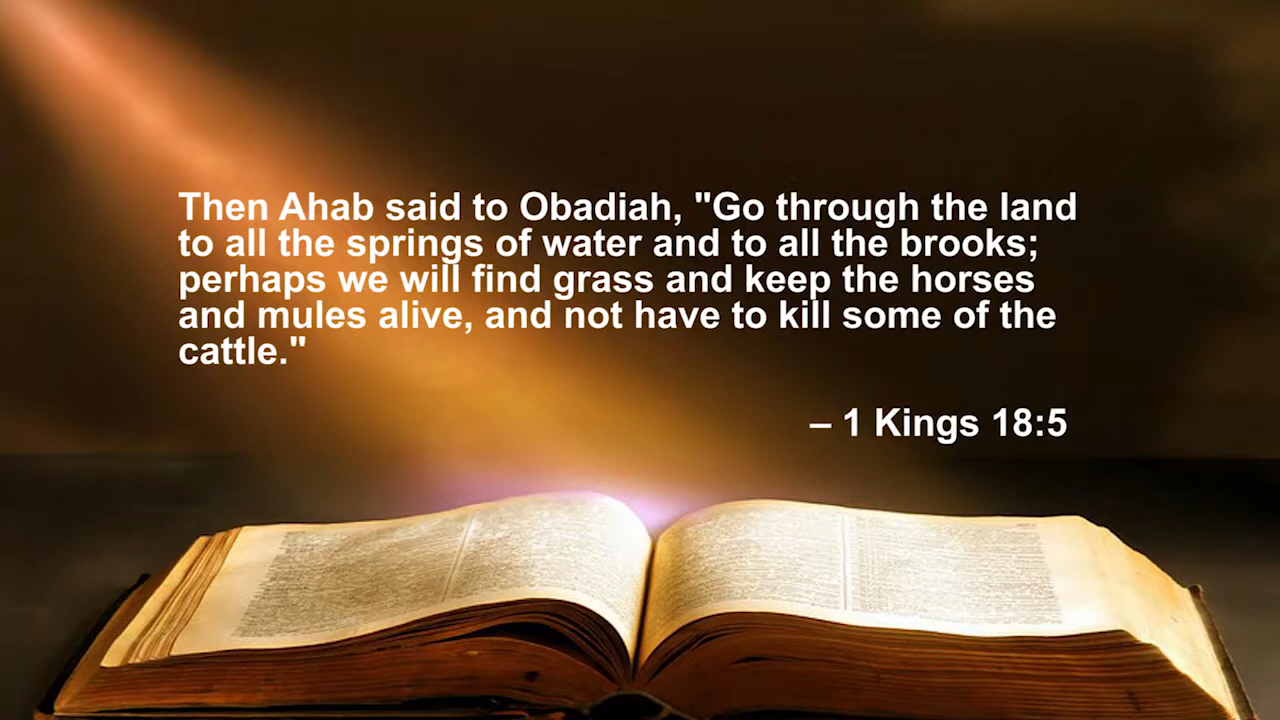 Then Ahab said to Obadiah, "Go through the land
to all the springs of water and to all the brooks;
perhaps we will find grass and keep the horses
and mules alive, and not have to kill some of the
cattle."
– 1 Kings 18:5